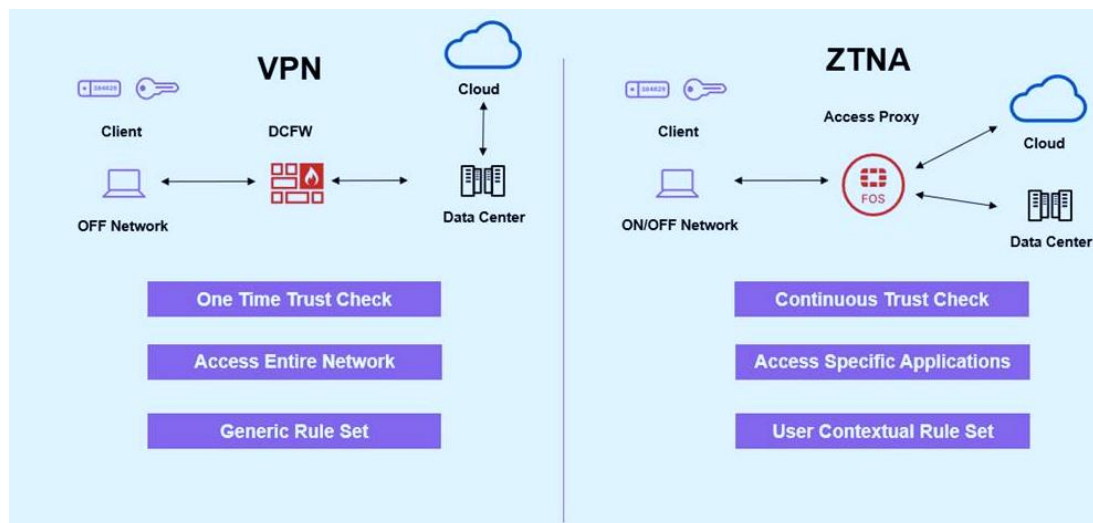 VPN
Cloud
384629
Client
DCFW
OFF Network
Data Center
One Time Trust Check
Access Entire Network
Generic Rule Set
ZTNA
384629
Client
Access Proxy
Cloud
FOS
ON/OFF Network
Data Center
Continuous Trust Check
Access Specific Applications
User Contextual Rule Set